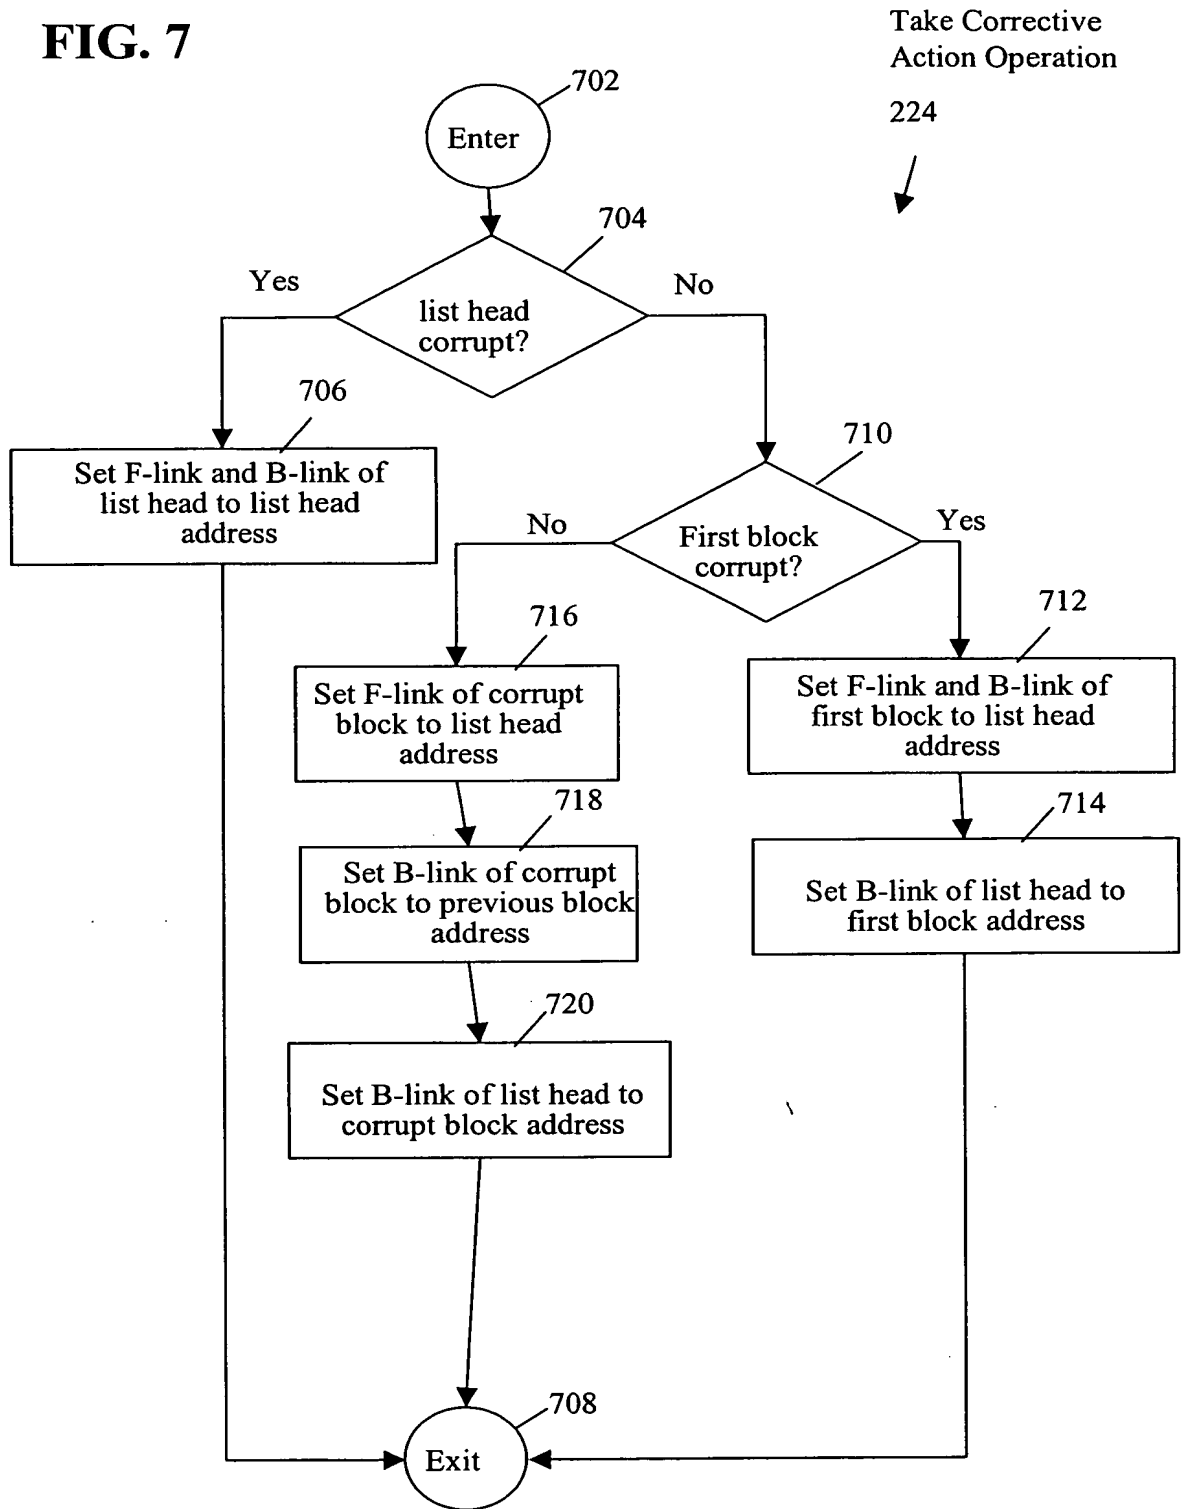 FIG. 7
Take Corrective
Action Operation
224
702
Enter
704
Yes
No
list head
corrupt?
706
Set F-link and B-link of
list head to list head
address
710
No
Yes
First block
corrupt?
716
Set F-link of corrupt
block to list head
address
712
Set F-link and B-link of
first block to list head
address
718
Set B-link of corrupt
block to previous block
address
714
Set B-link of list head to
first block address
720
Set B-link of list head to
corrupt block address
708
Exit